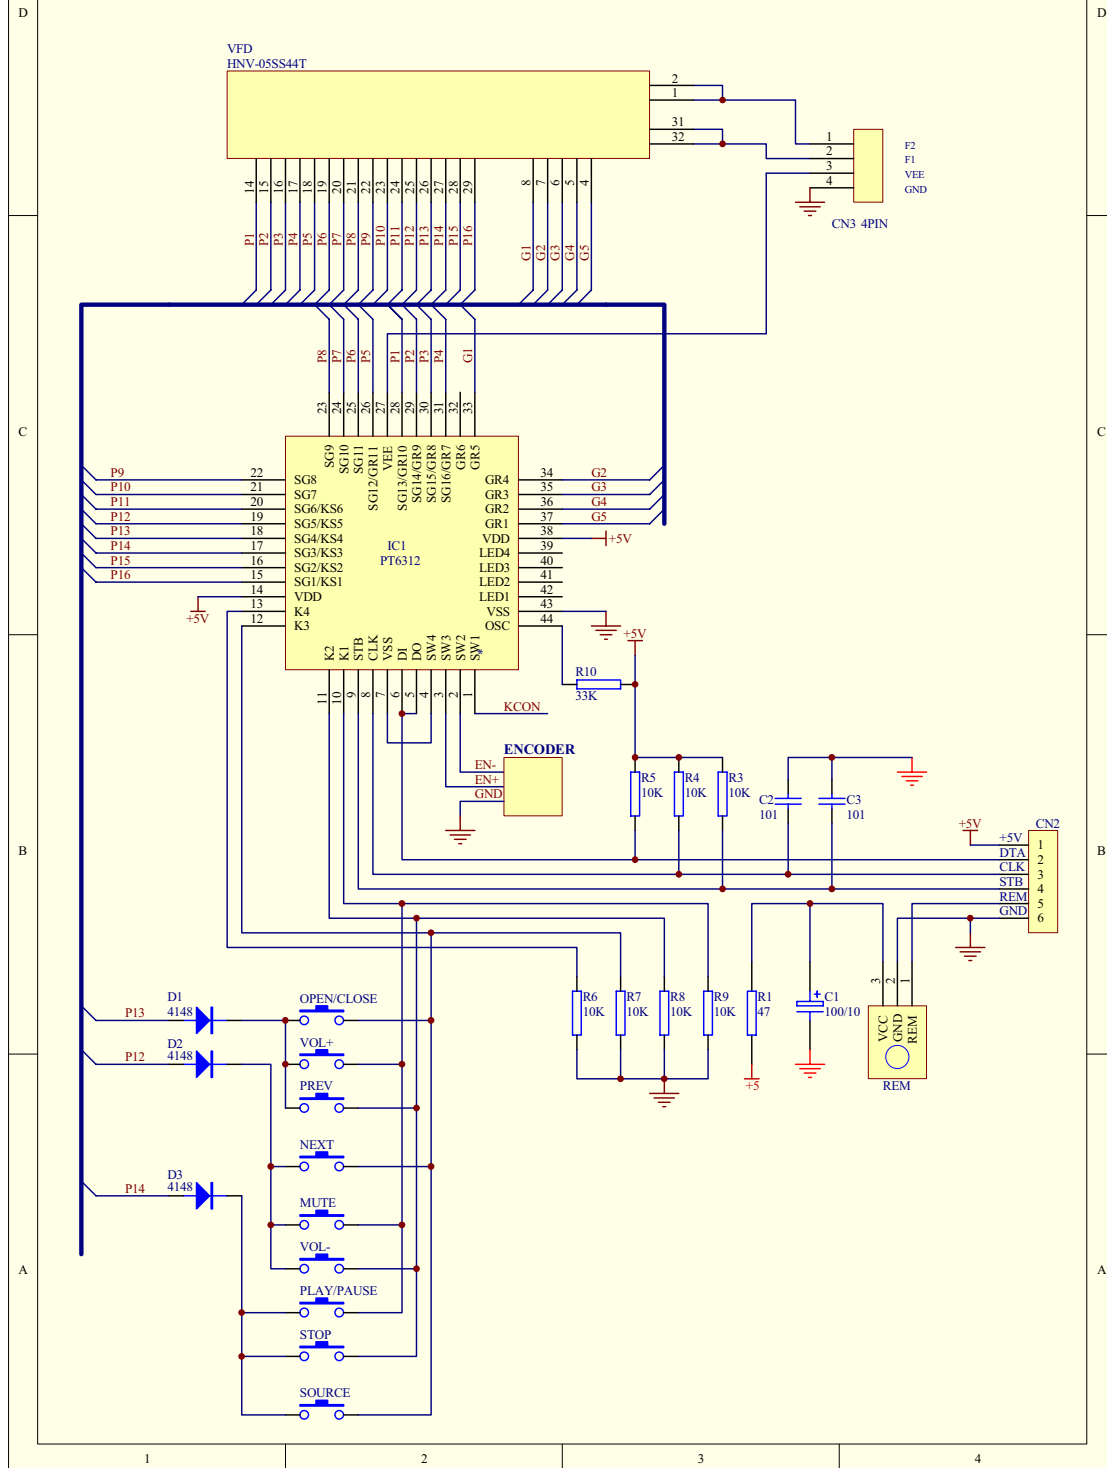 D
D
VFD
HNV-05SS44T
2
1
31
32
1
2
3
4
F2
F1
VEE
GND
CN3 4PIN
14
15
16
17
18
19
20
21
22
23
24
25
26
27
28
29
8
7
6
5
4
P1
P2
P3
P4
P5
P6
P7
P8
P9
P10
P11
P12
P13
P14
P15
P16
G1
G2
G3
G4
G5
P8
P7
P6
P5
P1
P2
P3
P4
G1
23
24
25
26
27
28
29
30
31
32
33
C
C
SG9
SG10
SG11
SG12/GR11
VEE
SG13/GR10
SG14/GR9
SG15/GR8
SG16/GR7
GR6
GR5
P9 22 SG8
P10 21 SG7
P11 20 SG6/KS6
P12 19 SG5/KS5
P13 18 SG4/KS4
P14 17 SG3/KS3
P15 16 SG2/KS2
P16 15 SG1/KS1
14 VDD
13 K4
12 K3
+5V
IC1
PT6312
GR4 34 G2
GR3 35 G3
GR2 36 G4
GR1 37 G5
VDD 38 +5V
LED4 39
LED3 40
LED2 41
LED1 42
VSS 43
OSC 44
K2
K1
STB
CLK
VSS
DI
DO
SW4
SW3
SW2
SW1
*
11
10
9
8
7
6
5
4
3
2
1
+5V
R10
33K
KCON
ENCODER
EN-
EN+
GND
R5
10K
R4
10K
R3
10K
C2
101
C3
101
B
B
+5V
CN2
+5V 1
DTA 2
CLK 3
STB 4
REM 5
GND 6
R6
10K
R7
10K
R8
10K
R9
10K
R1
47
+5
+
C1
100/10
3
2
1
VCC
GND
REM
REM
P13
D1
4148
OPEN/CLOSE
P12
D2
4148
VOL+
PREV
NEXT
P14
D3
4148
MUTE
VOL-
PLAY/PAUSE
STOP
SOURCE
A
A
1
2
3
4